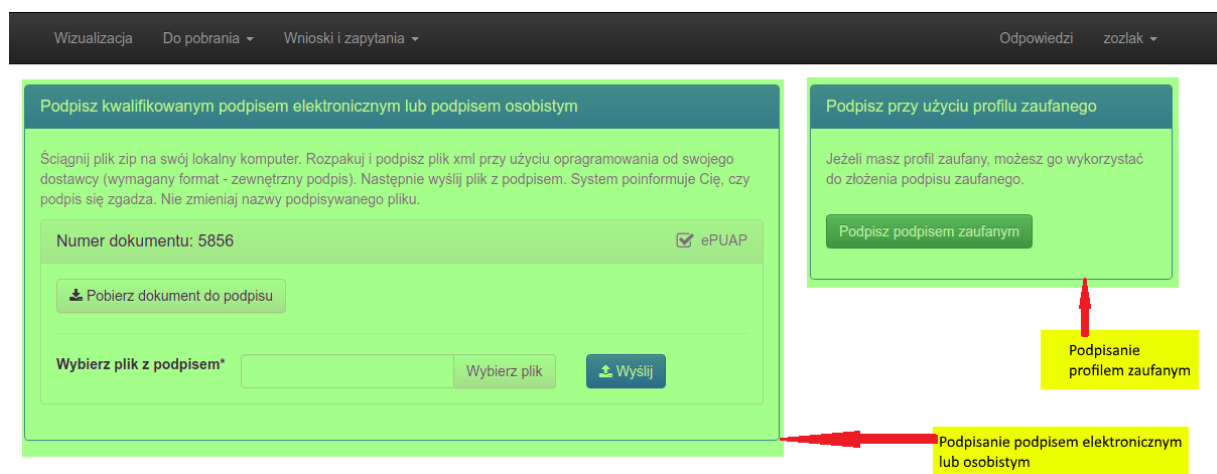 Wizualizacja Do pobrania Wnioski i zapytania Odpowiedzi zozlak
Podpisz kwalifikowanym podpisem elektronicznym lub podpisem osobistym
Ściągnij plik zip na swój lokalny komputer. Rozpakuj i podpisz plik xml przy użyciu opragramowania od swojego
dostawcy (wymagany format - zewnętrzny podpis). Następnie wyślij plik z podpisem. System poinformuje Cię, czy
podpis się zgadza. Nie zmieniaj nazwy podpisywanego pliku.
Numer dokumentu: 5856 ePUAP
Pobierz dokument do podpisu
Wybierz plik z podpisem* Wybierz plik Wyślij
Podpisz przy użyciu profilu zaufanego
Jeżeli masz profil zaufany, możesz go wykorzystać
do złożenia podpisu zaufanego.
Podpisz podpisem zaufanym
Podpisanie
profilem zaufanym
Podpisanie podpisem elektronicznym
lub osobistym